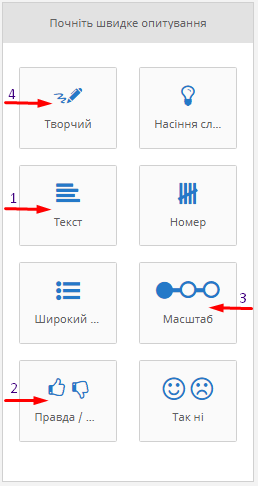 Почніть швидке опитування
4
Творчий
Насіння сл...
1
Текст
Номер
Широкий ...
3
Масштаб
2
Правда / ...
Так ні